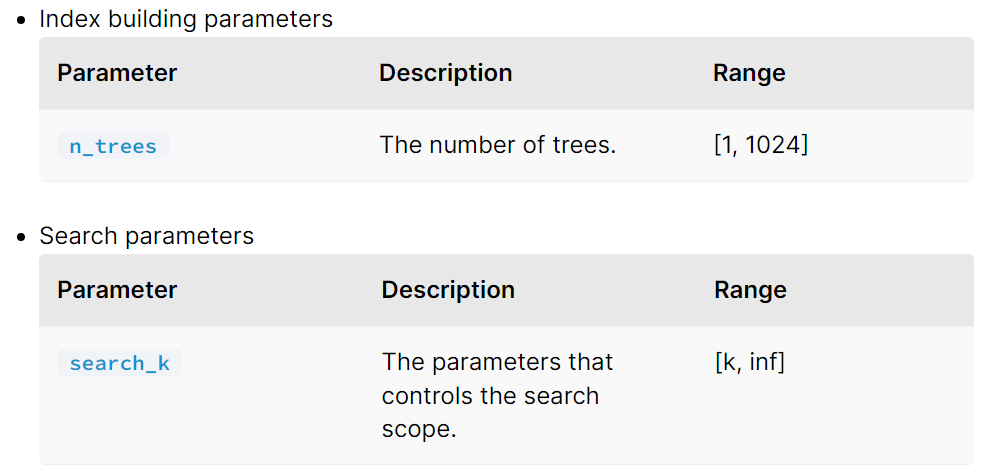 Index building parameters
Parameter Description Range
n_trees The number of trees. [1, 1024]
Search parameters
Parameter Description Range
search_k The parameters that [k, inf]
controls the search
scope.